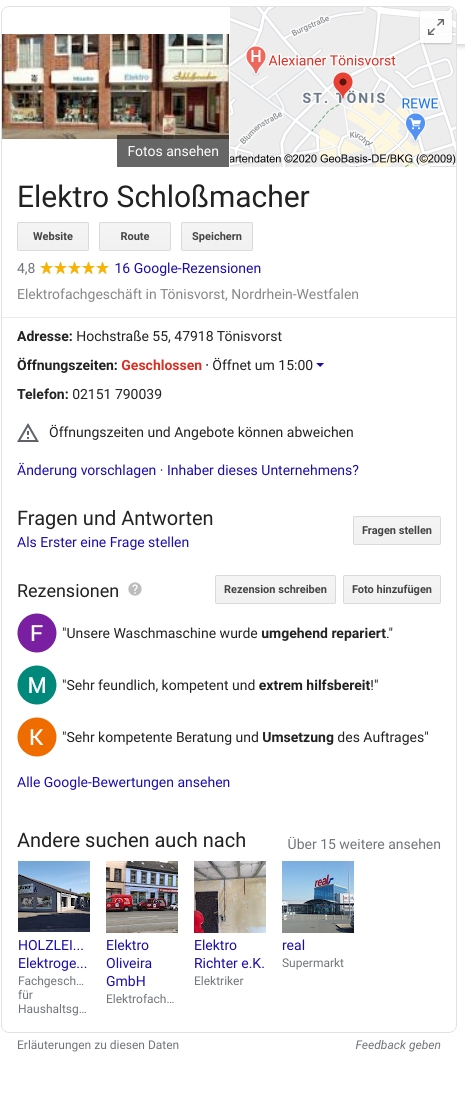 Miele
Elektro
Schloßmacher
Fotos ansehen
Burgstraße
H Alexianer Tönisvorst
ST. TÖNIS
REWE
Blumenstraße
Kirchpl
artendaten ©2020 GeoBasis-DE/BKG (©2009)
Elektro Schloßmacher
Website Route Speichern
4,8 16 Google-Rezensionen
Elektrofachgeschäft in Tönisvorst, Nordrhein-Westfalen
Adresse: Hochstraße 55, 47918 Tönisvorst
Öffnungszeiten: Geschlossen · Öffnet um 15:00
Telefon: 02151 790039
Öffnungszeiten und Angebote können abweichen
Änderung vorschlagen · Inhaber dieses Unternehmens?
Fragen und Antworten
Fragen stellen
Als Erster eine Frage stellen
Rezensionen ? Rezension schreiben Foto hinzufügen
F "Unsere Waschmaschine wurde umgehend repariert."
M "Sehr feundlich, kompetent und extrem hilfsbereit!"
K "Sehr kompetente Beratung und Umsetzung des Auftrages"
Alle Google-Bewertungen ansehen
Andere suchen auch nach Über 15 weitere ansehen
real
HOLZLEI...
Elektroge...
Fachgesch...
für
Haushaltsg...
Elektro
Oliveira
GmbH
Elektrofach...
Elektro
Richter e.K.
Elektriker
real
Supermarkt
Erläuterungen zu diesen Daten Feedback geben